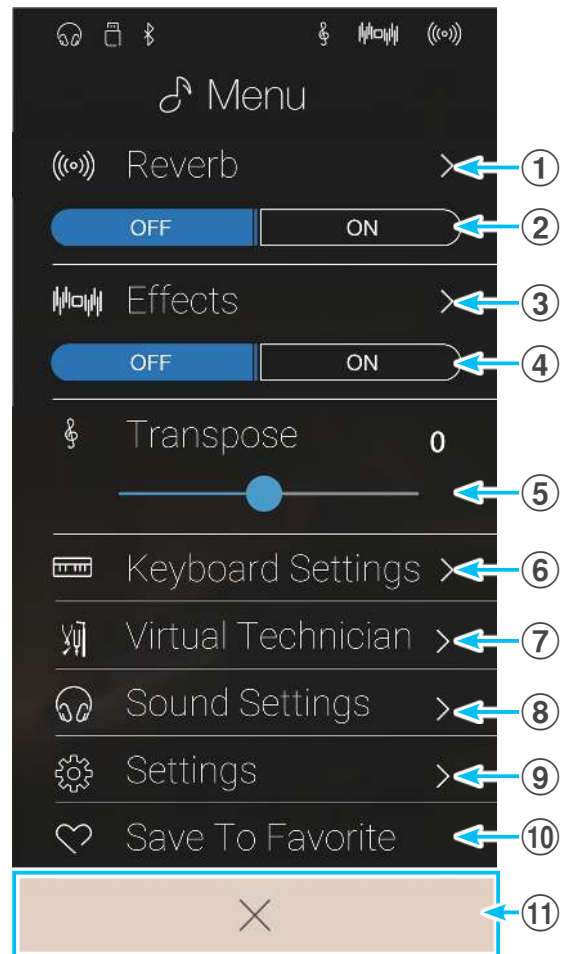 Menu
Reverb
①
OFF ON
②
Effects
③
OFF ON
④
Transpose 0
⑤
Keyboard Settings
⑥
Virtual Technician
⑦
Sound Settings
⑧
Settings
⑨
Save To Favorite
⑩
⑪